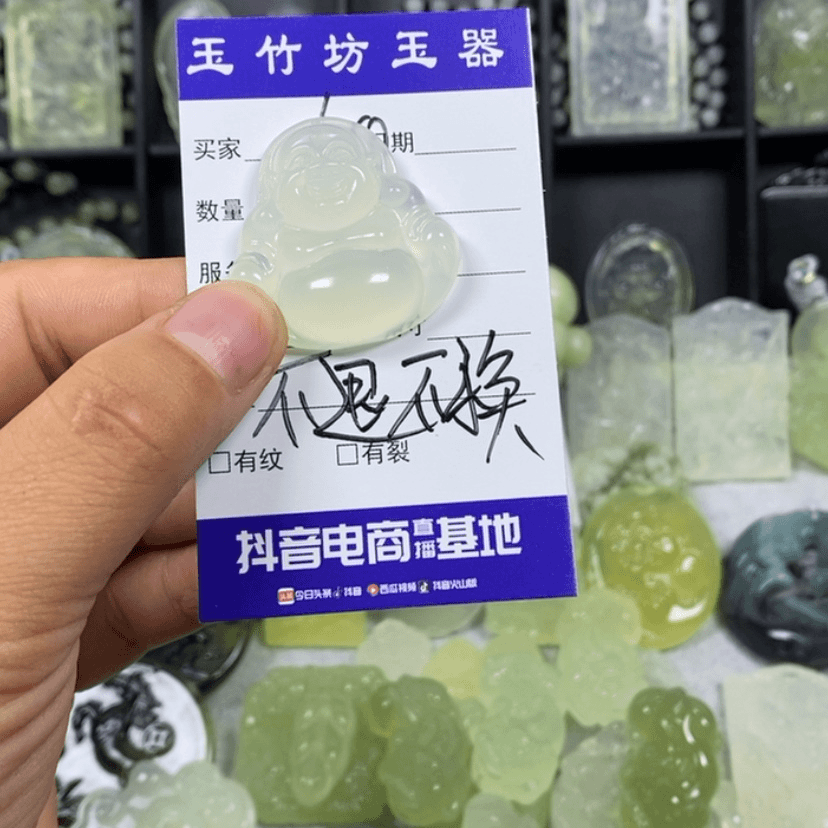 玉竹坊玉器
买家 期
数量
服
不退不换
□有纹 □有裂
抖音电商直播基地
头条 今日头条 抖音 西瓜视频 抖音火山版